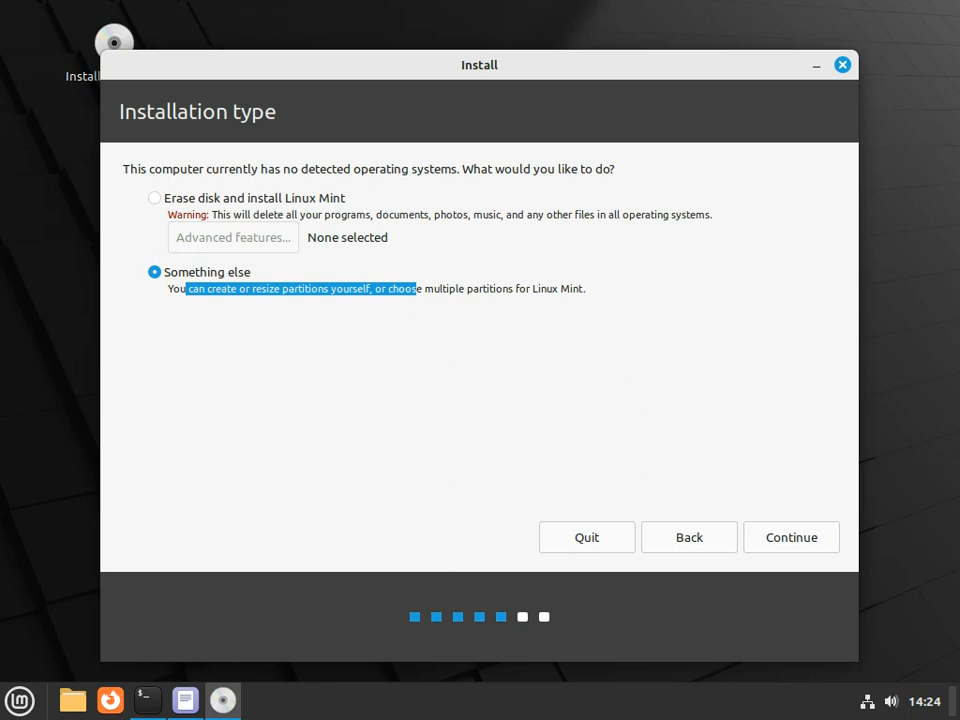 Install
Install
Installation type
This computer currently has no detected operating systems. What would you like to do?
Erase disk and install Linux Mint
Warning: This will delete all your programs, documents, photos, music, and any other files in all operating systems.
Advanced features... None selected
Something else
You can create or resize partitions yourself, or choose multiple partitions for Linux Mint.
Quit Back Continue
$_
lm 14:24